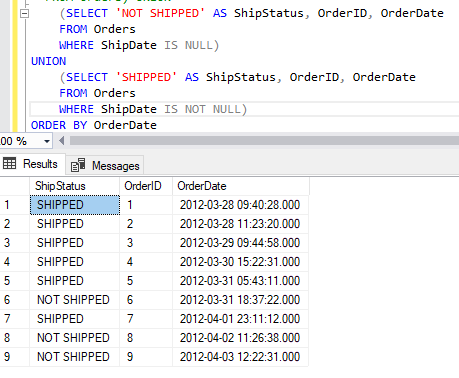 (SELECT 'NOT SHIPPED' AS ShipStatus, OrderID, OrderDate
FROM Orders
WHERE ShipDate IS NULL)
UNION
(SELECT 'SHIPPED' AS ShipStatus, OrderID, OrderDate
FROM Orders
WHERE ShipDate IS NOT NULL)
ORDER BY OrderDate
00 %
Results Messages
ShipStatus OrderID OrderDate
1 SHIPPED 1 2012-03-28 09:40:28.000
2 SHIPPED 2 2012-03-28 11:23:20.000
3 SHIPPED 3 2012-03-29 09:44:58.000
4 SHIPPED 4 2012-03-30 15:22:31.000
5 SHIPPED 5 2012-03-31 05:43:11.000
6 NOT SHIPPED 6 2012-03-31 18:37:22.000
7 SHIPPED 7 2012-04-01 23:11:12.000
8 NOT SHIPPED 8 2012-04-02 11:26:38.000
9 NOT SHIPPED 9 2012-04-03 12:22:31.000